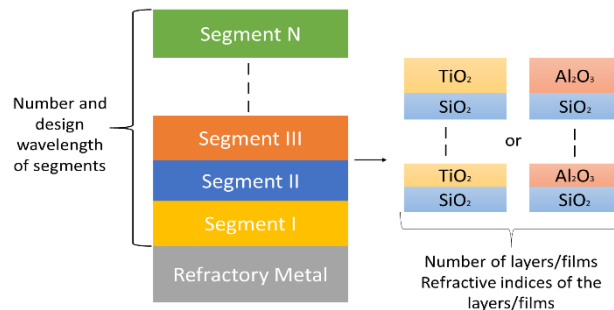 Segment N
Number and
design
wavelength
of segments
Segment III
Segment II
Segment I
Refractory Metal
TiO₂
SiO₂
Al₂O₃
SiO₂
or
TiO₂
SiO₂
Al₂O₃
SiO₂
Number of layers/films
Refractive indices of the
layers/films